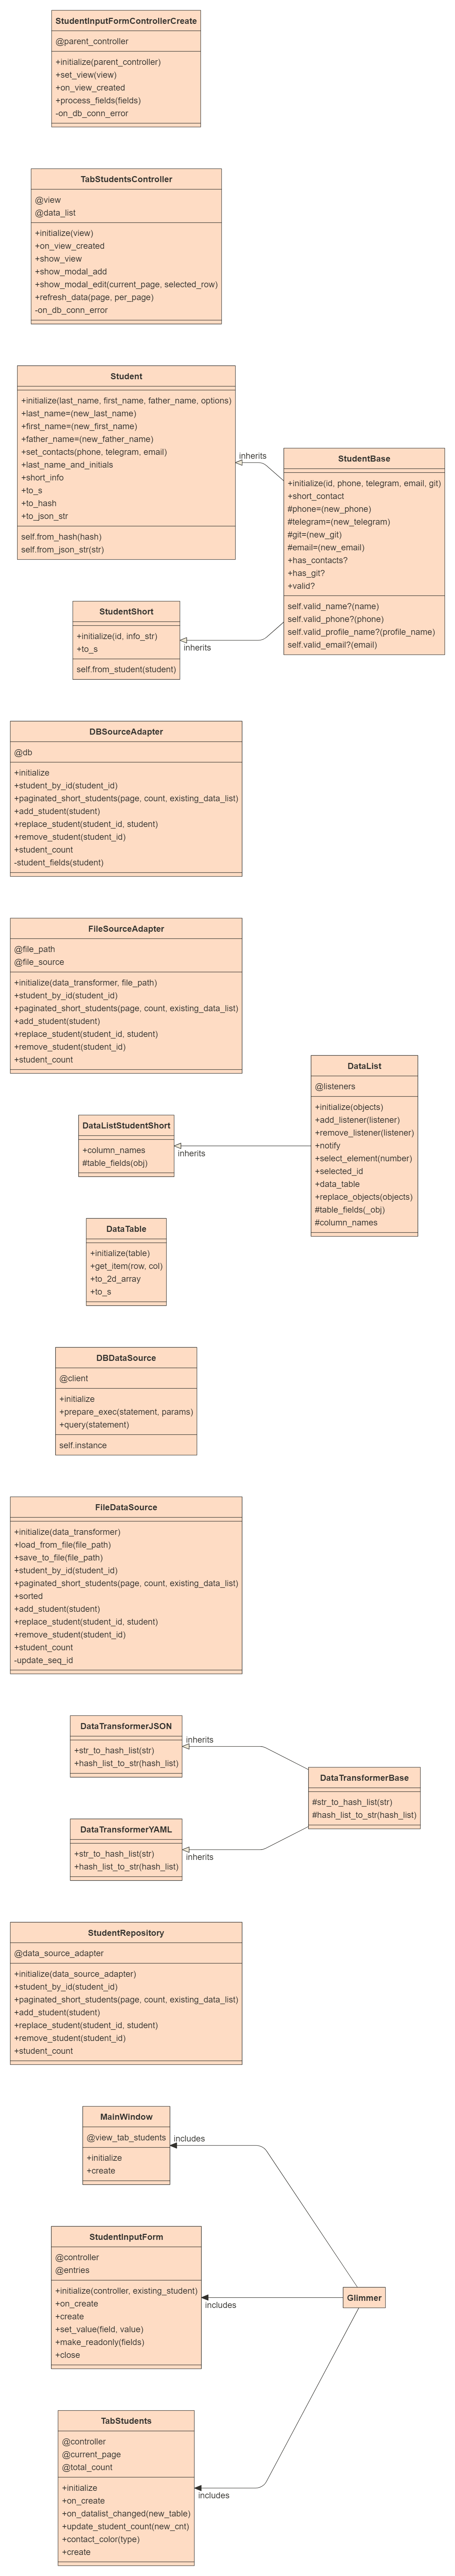 StudentInputFormControllerCreate
@parent_controller
+initialize(parent_controller)
+set_view(view)
+on_view_created
+process_fields(fields)
-on_db_conn_error
TabStudentsController
@view
@data_list
+initialize(view)
+on_view_created
+show_view
+show_modal_add
+show_modal_edit(current_page, selected_row)
+refresh_data(page, per_page)
-on_db_conn_error
Student
+initialize(last_name, first_name, father_name, options)
+last_name=(new_last_name)
+first_name=(new_first_name)
+father_name=(new_father_name)
+set_contacts(phone, telegram, email)
+last_name_and_initials
+short_info
+to_s
+to_hash
+to_json_str
self.from_hash(hash)
self.from_json_str(str)
inherits
StudentBase
+initialize(id, phone, telegram, email, git)
+short_contact
#phone=(new_phone)
#telegram=(new_telegram)
#git=(new_git)
#email=(new_email)
+has_contacts?
+has_git?
+valid?
self.valid_name?(name)
self.valid_phone?(phone)
self.valid_profile_name?(profile_name)
self.valid_email?(email)
StudentShort
+initialize(id, info_str)
+to_s
self.from_student(student)
inherits
DBSourceAdapter
@db
+initialize
+student_by_id(student_id)
+paginated_short_students(page, count, existing_data_list)
+add_student(student)
+replace_student(student_id, student)
+remove_student(student_id)
+student_count
-student_fields(student)
FileSourceAdapter
@file_path
@file_source
+initialize(data_transformer, file_path)
+student_by_id(student_id)
+paginated_short_students(page, count, existing_data_list)
+add_student(student)
+replace_student(student_id, student)
+remove_student(student_id)
+student_count
DataList
@listeners
+initialize(objects)
+add_listener(listener)
+remove_listener(listener)
+notify
+select_element(number)
+selected_id
+data_table
+replace_objects(objects)
#table_fields(_obj)
#column_names
DataListStudentShort
+column_names
#table_fields(obj)
inherits
DataTable
+initialize(table)
+get_item(row, col)
+to_2d_array
+to_s
DBDataSource
@client
+initialize
+prepare_exec(statement, params)
+query(statement)
self.instance
FileDataSource
+initialize(data_transformer)
+load_from_file(file_path)
+save_to_file(file_path)
+student_by_id(student_id)
+paginated_short_students(page, count, existing_data_list)
+sorted
+add_student(student)
+replace_student(student_id, student)
+remove_student(student_id)
+student_count
-update_seq_id
DataTransformerJSON
+str_to_hash_list(str)
+hash_list_to_str(hash_list)
inherits
DataTransformerBase
#str_to_hash_list(str)
#hash_list_to_str(hash_list)
DataTransformerYAML
+str_to_hash_list(str)
+hash_list_to_str(hash_list)
inherits
StudentRepository
@data_source_adapter
+initialize(data_source_adapter)
+student_by_id(student_id)
+paginated_short_students(page, count, existing_data_list)
+add_student(student)
+replace_student(student_id, student)
+remove_student(student_id)
+student_count
MainWindow
@view_tab_students
+initialize
+create
includes
StudentInputForm
@controller
@entries
+initialize(controller, existing_student)
+on_create
+create
+set_value(field, value)
+make_readonly(fields)
+close
includes
Glimmer
TabStudents
@controller
@current_page
@total_count
+initialize
+on_create
+on_datalist_changed(new_table)
+update_student_count(new_cnt)
+contact_color(type)
+create
includes